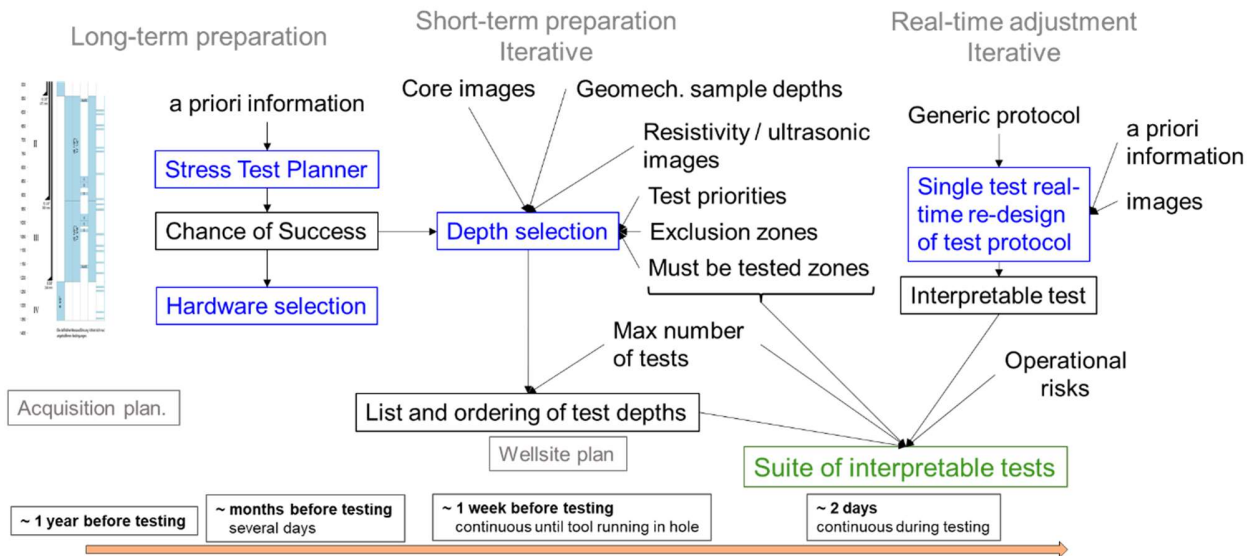 Long-term preparation
Short-term preparation
Iterative
Real-time adjustment
Iterative
a priori information
Stress Test Planner
Chance of Success
Hardware selection
Core images
Geomech. sample depths
Resistivity / ultrasonic
images
Test priorities
Depth selection
Exclusion zones
Must be tested zones
Max number
of tests
List and ordering of test depths
Wellsite plan
Generic protocol
a priori
information
images
Single test real-
time re-design
of test protocol
Interpretable test
Operational
risks
Suite of interpretable tests
II
III
IV
Acquisition plan.
~ 1 year before testing
~ months before testing
several days
~ 1 week before testing
continuous until tool running in hole
~ 2 days
continuous during testing